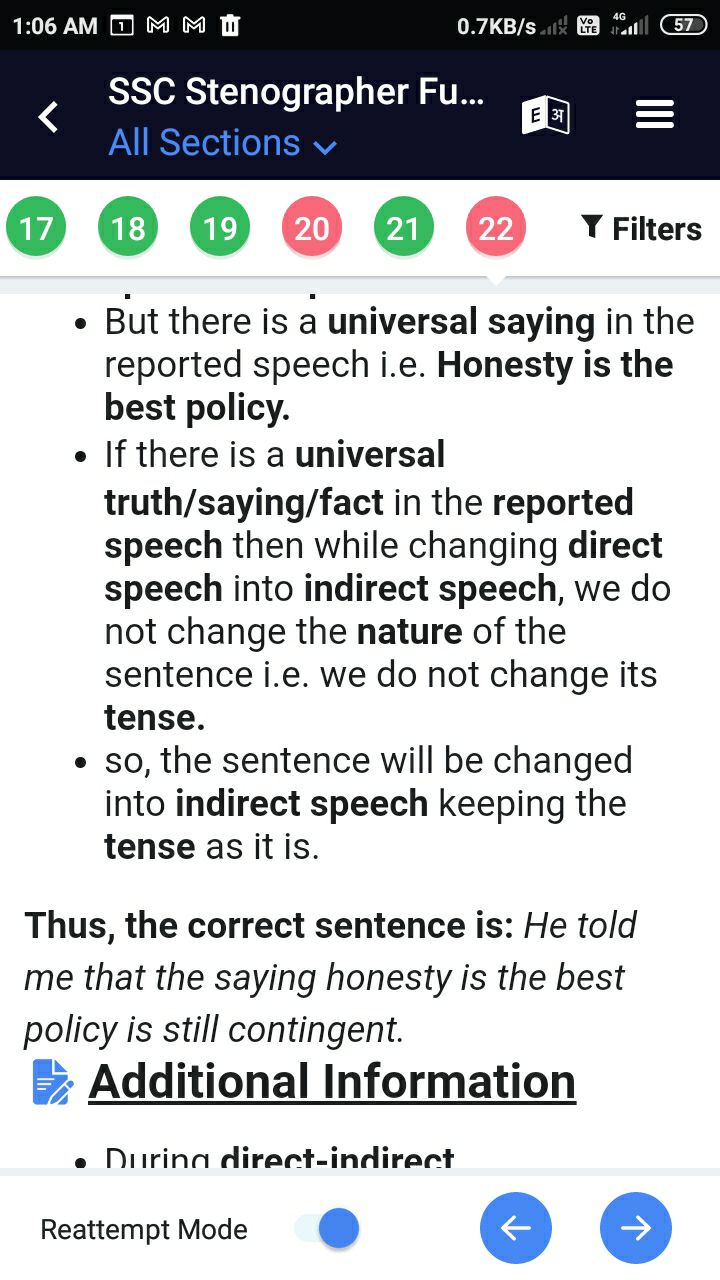 1:06 AM 1 0.7KB/s Vo LTE 4G 57
SSC Stenographer Fu...
E अ
All Sections
17 18 19 20 21 22 Filters
But there is a universal saying in the
reported speech i.e. Honesty is the
best policy.
If there is a universal
truth/saying/fact in the reported
speech then while changing direct
speech into indirect speech, we do
not change the nature of the
sentence i.e. we do not change its
tense.
so, the sentence will be changed
into indirect speech keeping the
tense as it is.
Thus, the correct sentence is: He told
me that the saying honesty is the best
policy is still contingent.
Additional Information
During direct-indirect
Reattempt Mode